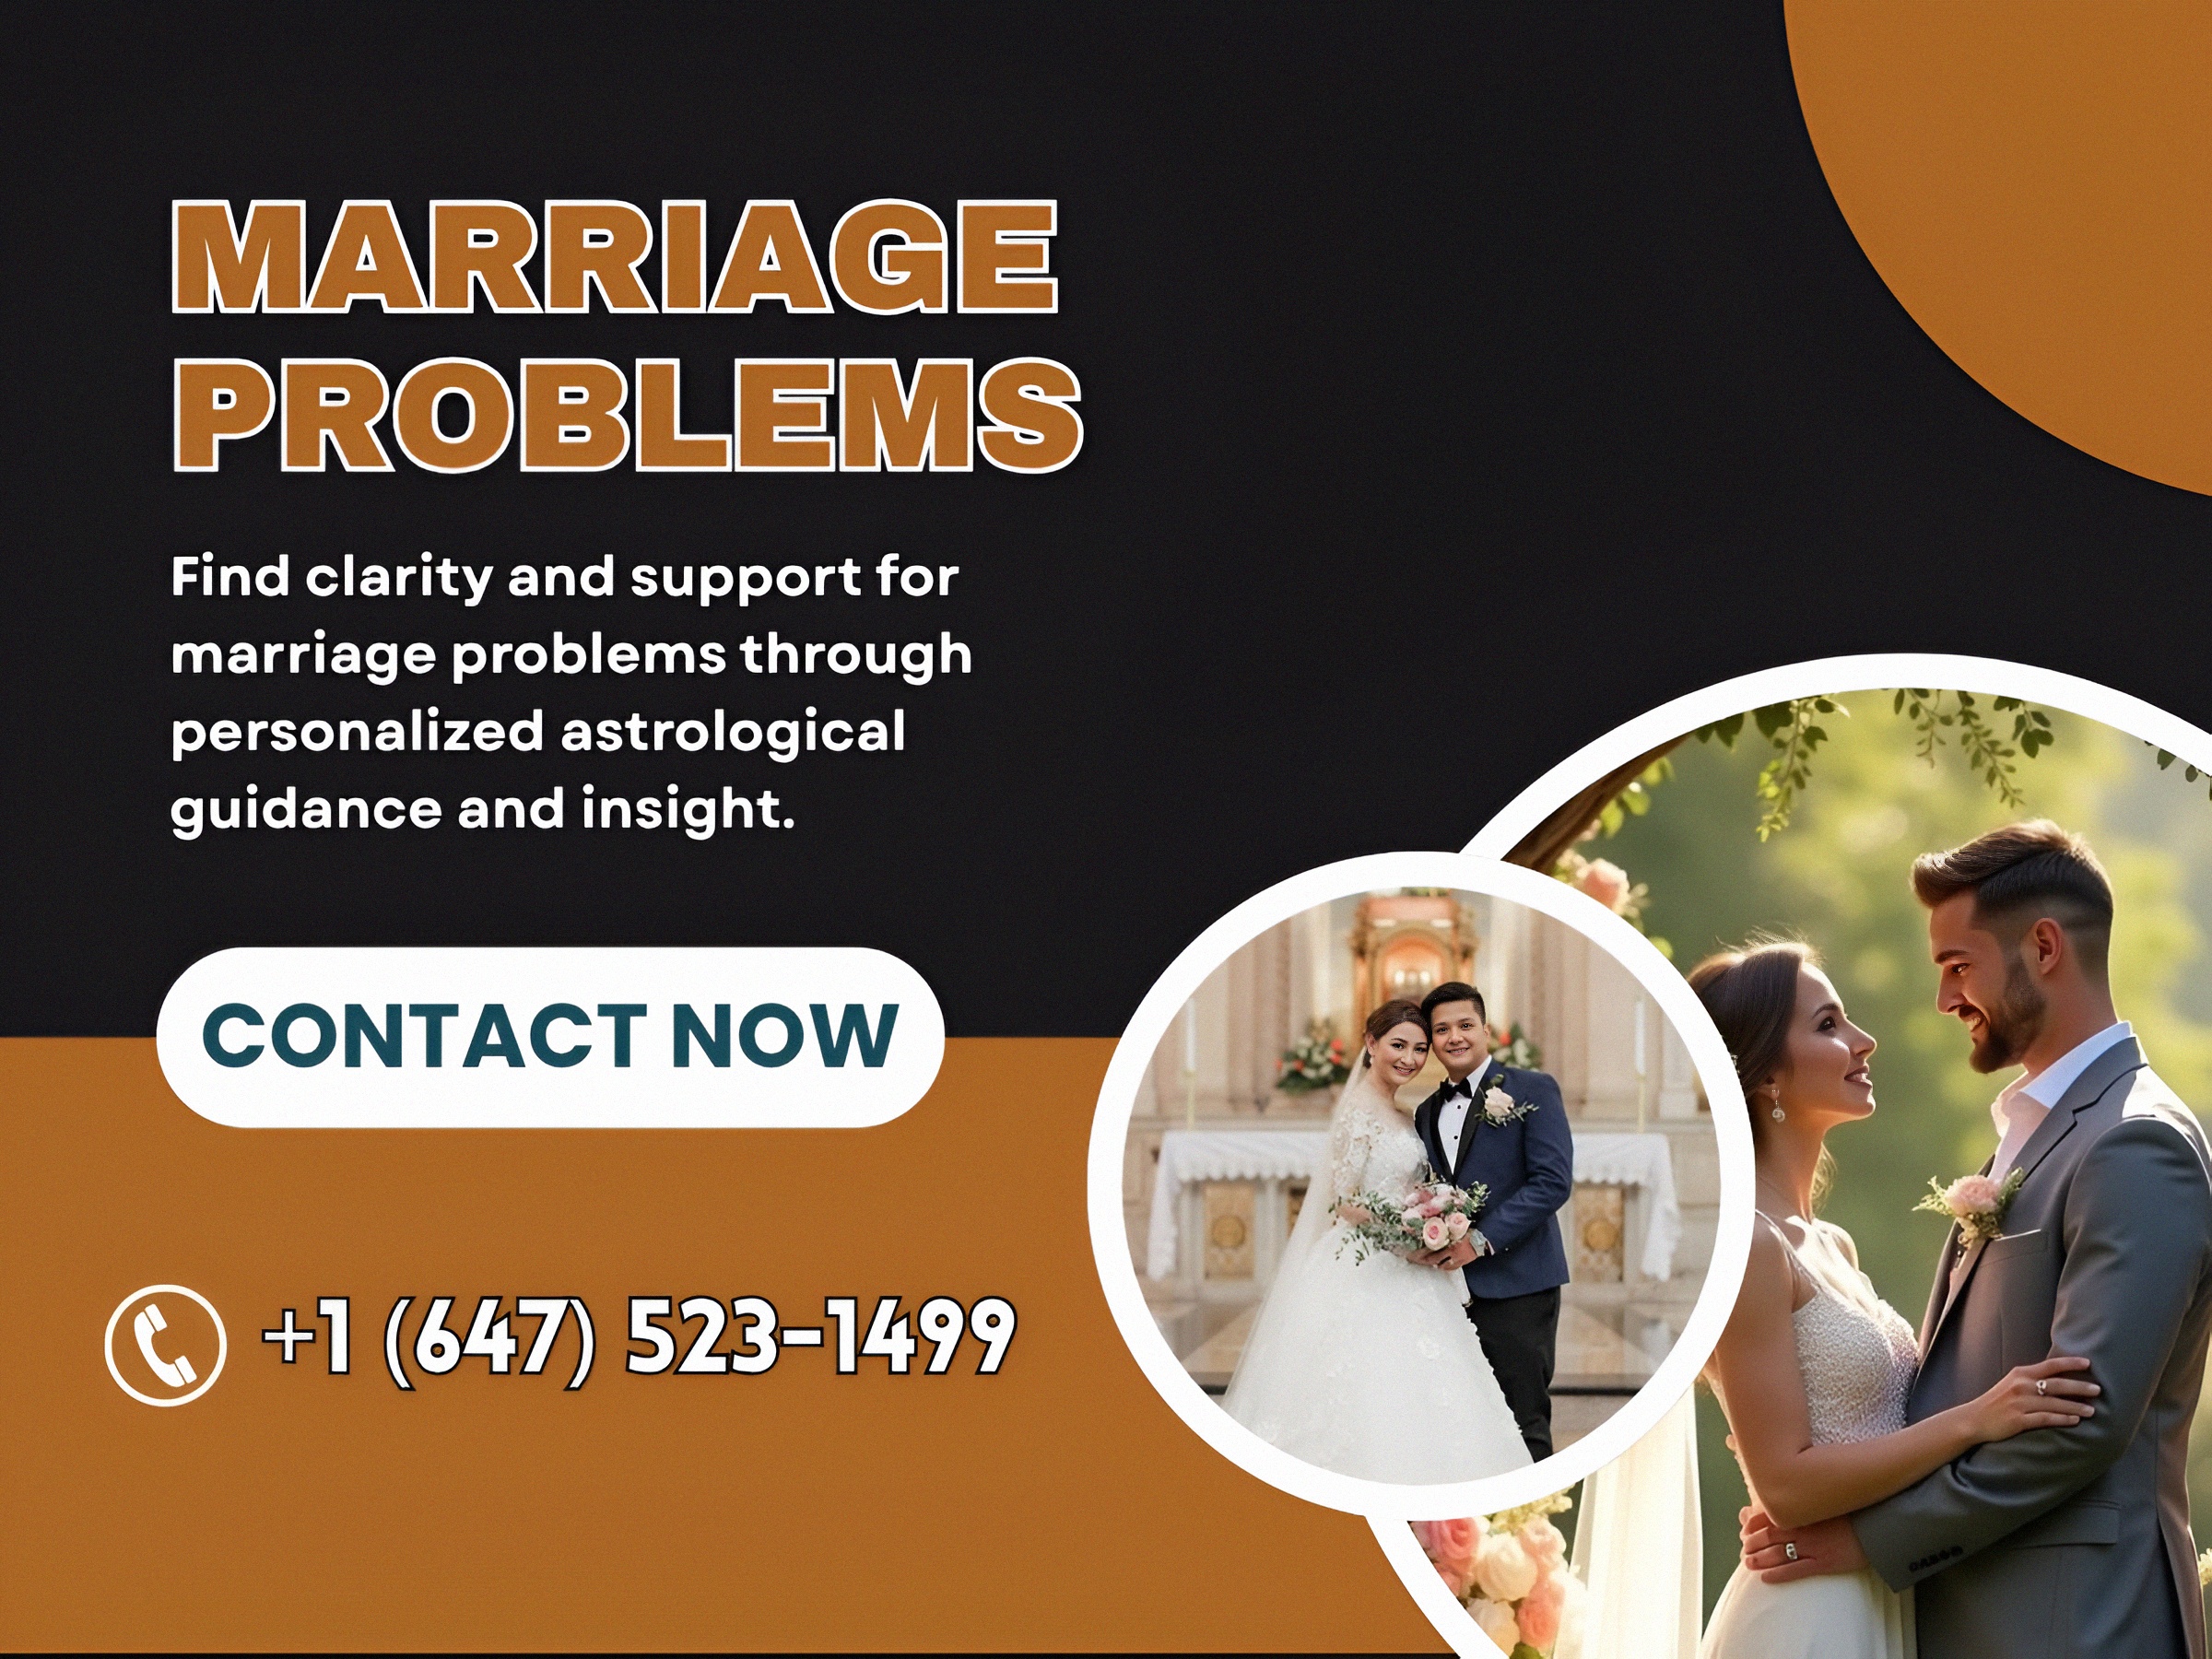 MARRIAGE
PROBLEMS
Find clarity and support for
marriage problems through
personalized astrological
guidance and insight.
CONTACT NOW
+1 (647) 523-1499